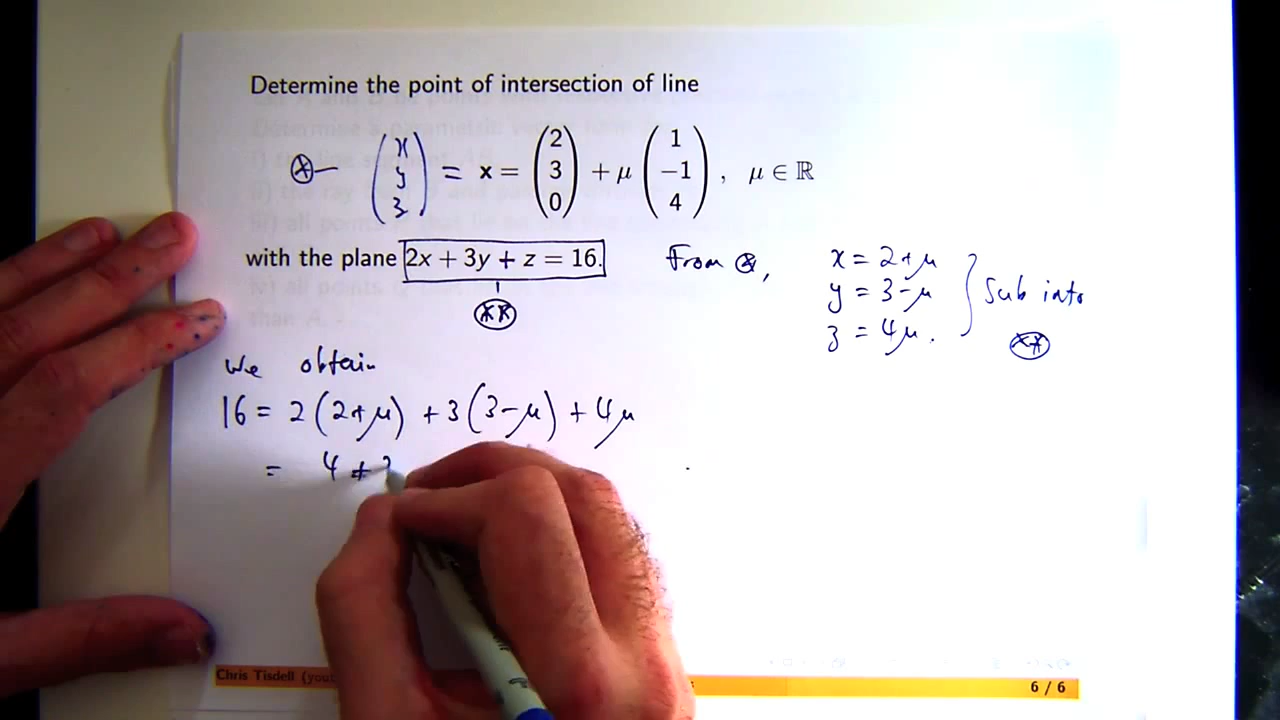 Determine the point of intersection of line
⊛— (x y z) = x = (2 3 0) + μ (1 −1 4), μ ∈ ℝ
with the plane 2x + 3y + z = 16.
⊛⊛
From ⊛,
x = 2+μ
y = 3−μ
z = 4μ.
Sub into
⊛⊛
We obtain
16 = 2(2+μ) + 3(3−μ) + 4μ
= 4 +
Chris Tisdell
6 / 6